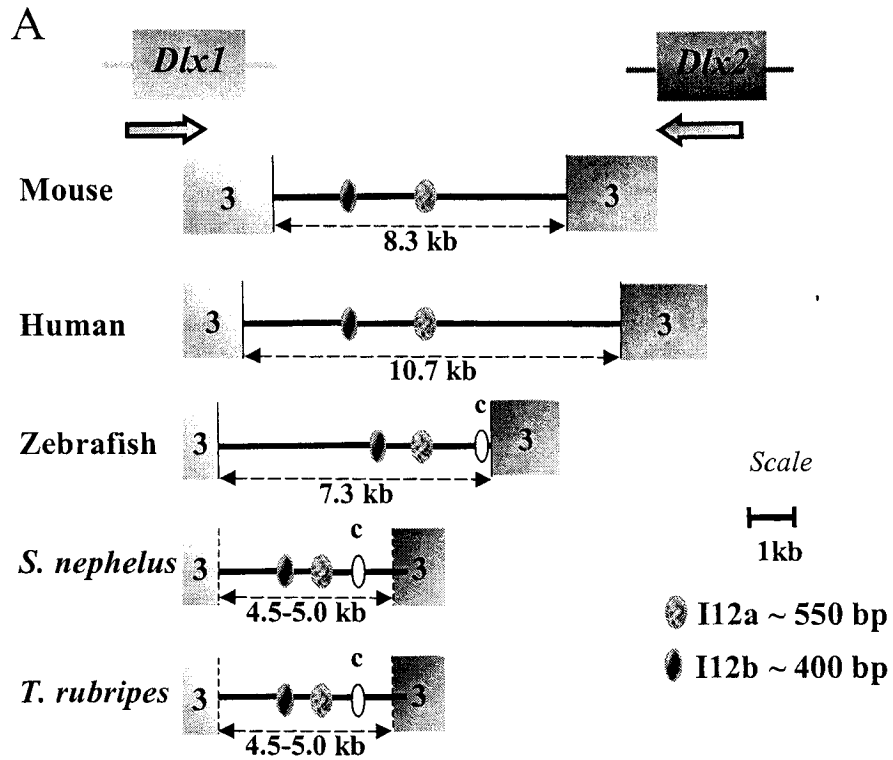 A
Dlx1 Dlx2
Mouse 3 3
8.3 kb
Human 3 3
10.7 kb
c
Zebrafish 3 3
7.3 kb
Scale
1kb
c
S. nephelus 3 3
4.5-5.0 kb
I12a ~ 550 bp
c
I12b ~ 400 bp
T. rubripes 3 3
4.5-5.0 kb